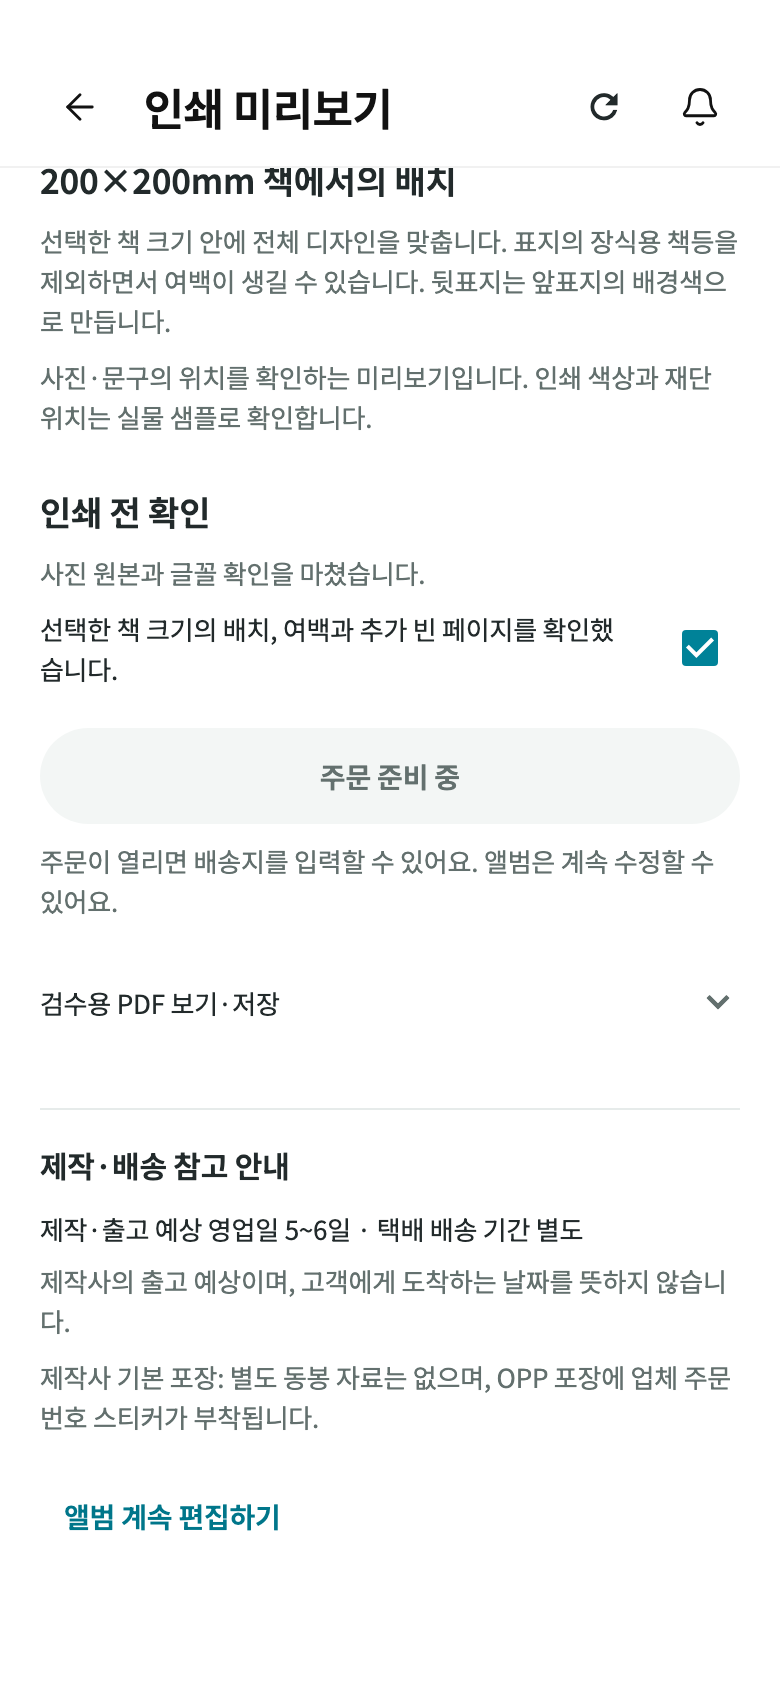 인쇄 미리보기
200×200mm 책에서의 배치
선택한 책 크기 안에 전체 디자인을 맞춥니다. 표지의 장식용 책등을
제외하면서 여백이 생길 수 있습니다. 뒷표지는 앞표지의 배경색으
로 만듭니다.
사진·문구의 위치를 확인하는 미리보기입니다. 인쇄 색상과 재단
위치는 실물 샘플로 확인합니다.
인쇄 전 확인
사진 원본과 글꼴 확인을 마쳤습니다.
선택한 책 크기의 배치, 여백과 추가 빈 페이지를 확인했
습니다.
주문 준비 중
주문이 열리면 배송지를 입력할 수 있어요. 앨범은 계속 수정할 수
있어요.
검수용 PDF 보기·저장
제작·배송 참고 안내
제작·출고 예상 영업일 5~6일 · 택배 배송 기간 별도
제작사의 출고 예상이며, 고객에게 도착하는 날짜를 뜻하지 않습니
다.
제작사 기본 포장: 별도 동봉 자료는 없으며, OPP 포장에 업체 주문
번호 스티커가 부착됩니다.
앨범 계속 편집하기